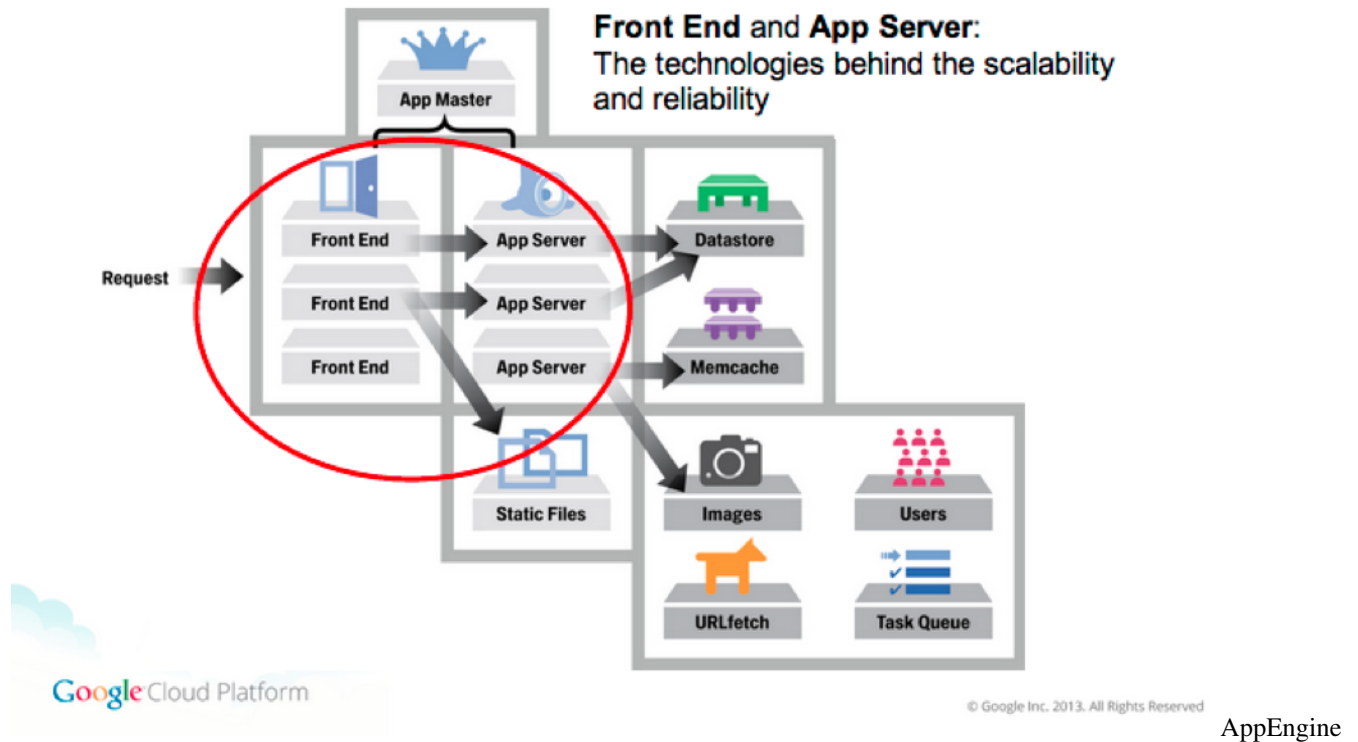 Front End and App Server:
The technologies behind the scalability
and reliability
App Master
Front End
App Server
Datastore
Request
Front End
App Server
Front End
App Server
Memcache
Static Files
Images
Users
URLfetch
Task Queue
Google Cloud Platform
© Google Inc. 2013. All Rights Reserved
AppEngine